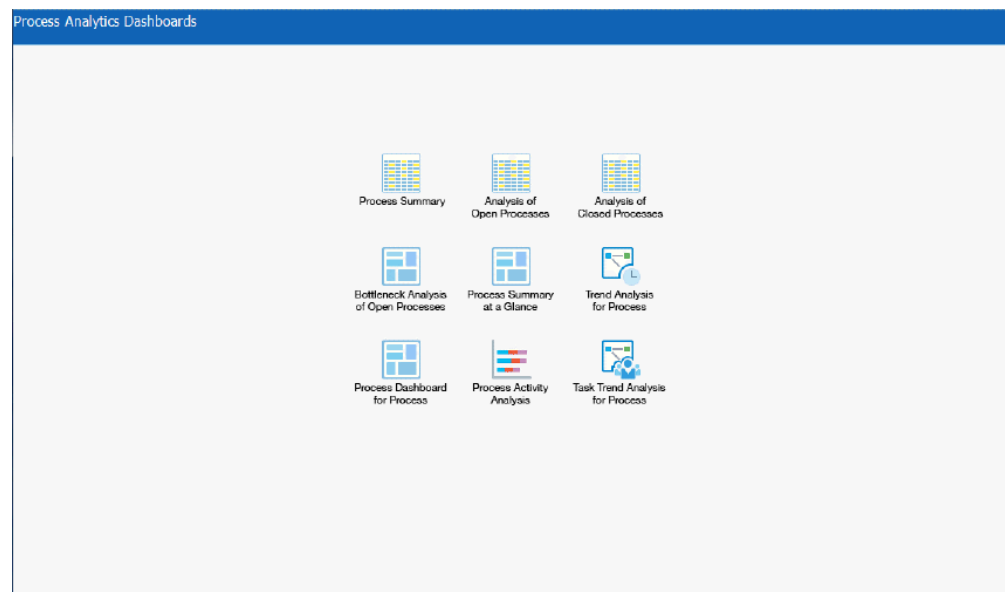 Process Analytics Dashboards
Process Summary
Analysis of
Open Processes
Analysis of
Closed Processes
Bottleneck Analysis
of Open Processes
Process Summary
at a Glance
Trend Analysis
for Process
Process Dashboard
for Process
Process Activity
Analysis
Task Trend Analysis
for Process